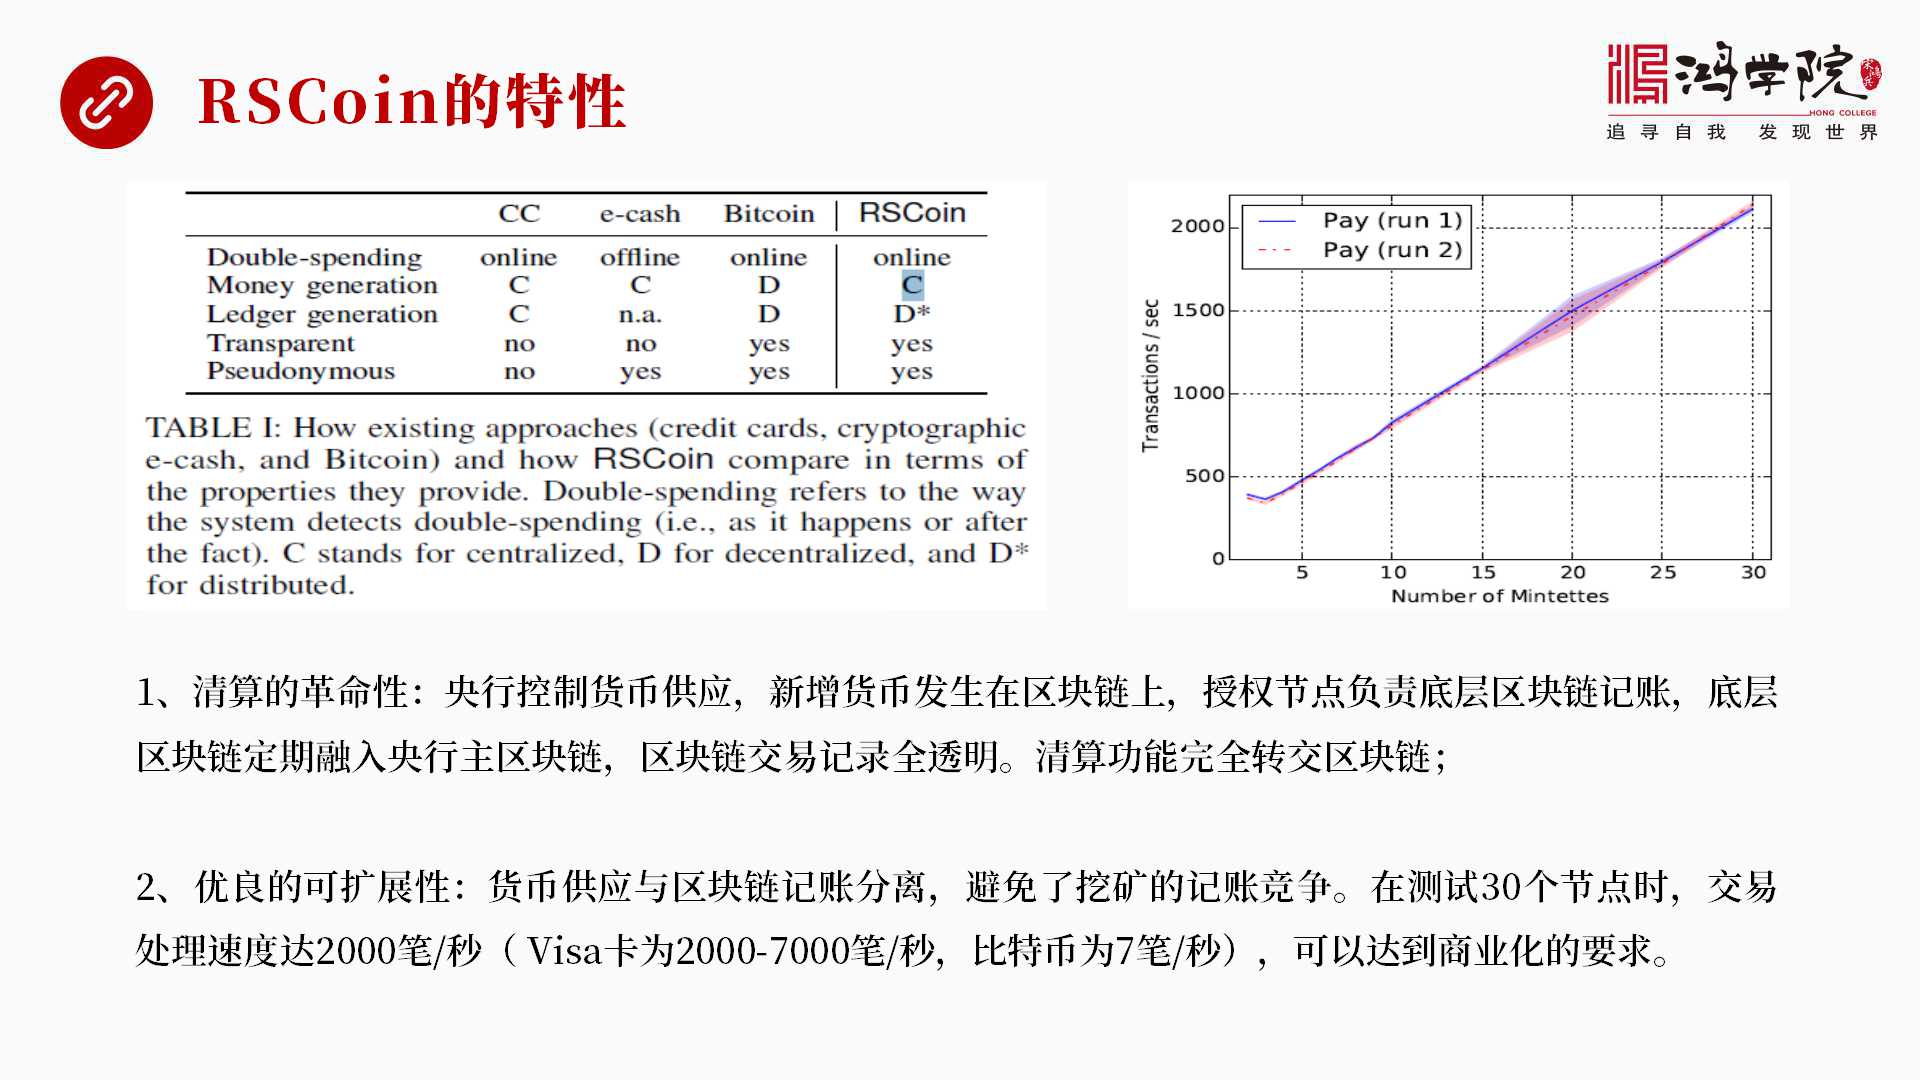 RSCoin的特性
鸿学院
HONG COLLEGE
追寻自我 发现世界
CC e-cash Bitcoin RSCoin
Double-spending online offline online online
Money generation C C D C
Ledger generation C n.a. D D*
Transparent no no yes yes
Pseudonymous no yes yes yes
TABLE I: How existing approaches (credit cards, cryptographic
e-cash, and Bitcoin) and how RSCoin compare in terms of
the properties they provide. Double-spending refers to the way
the system detects double-spending (i.e., as it happens or after
the fact). C stands for centralized, D for decentralized, and D*
for distributed.
Pay (run 1)
Pay (run 2)
Transactions / sec
2000
1500
1000
500
0
5 10 15 20 25 30
Number of Mintettes
1、清算的革命性：央行控制货币供应，新增货币发生在区块链上，授权节点负责底层区块链记账，底层
区块链定期融入央行主区块链，区块链交易记录全透明。清算功能完全转交区块链；
2、优良的可扩展性：货币供应与区块链记账分离，避免了挖矿的记账竞争。在测试30个节点时，交易
处理速度达2000笔/秒（ Visa卡为2000-7000笔/秒，比特币为7笔/秒），可以达到商业化的要求。